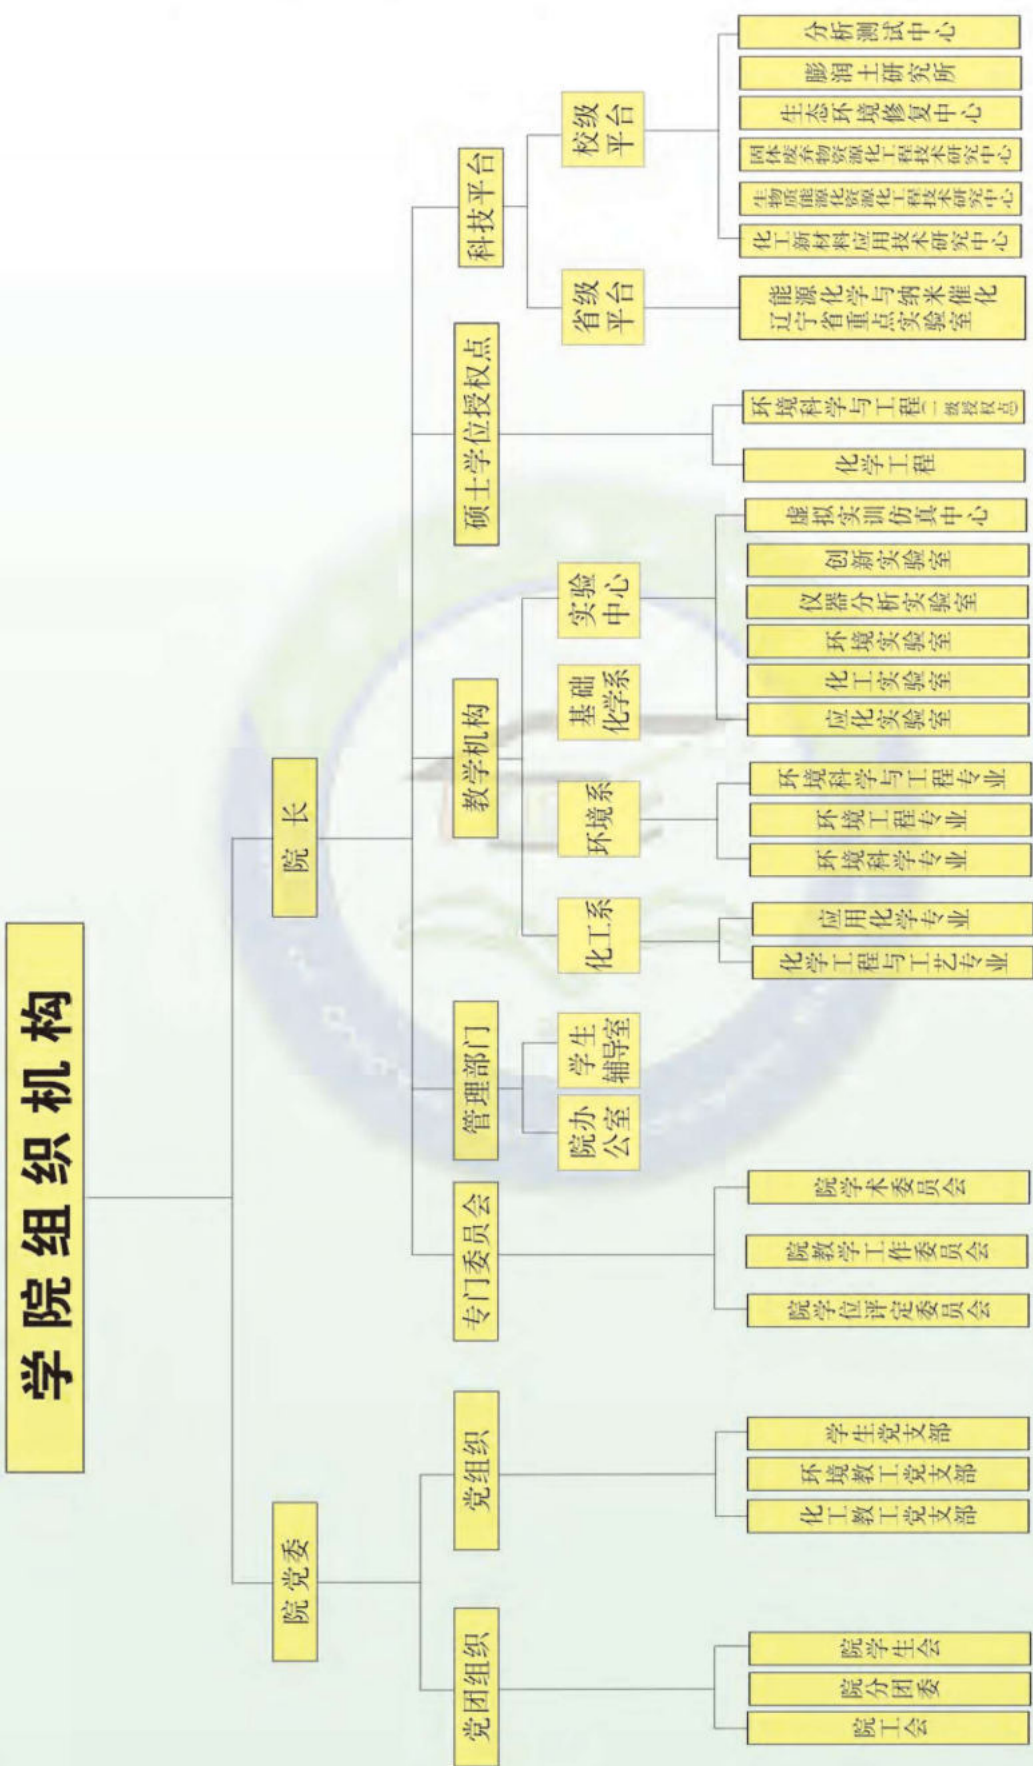 学院组织机构
院党委
院 长
党团组织
党组织
专门委员会
管理部门
教学机构
硕士学位授权点
科技平台
院办
公室
学生
辅导室
化工系
环境系
基础
化学系
实验
中心
省级
平台
校级
平台
院工会
院分团委
院学生会
化工教工党支部
环境教工党支部
学生党支部
院学位评定委员会
院教学工作委员会
院学术委员会
化学工程与工艺专业
应用化学专业
环境科学专业
环境工程专业
环境科学与工程专业
应化实验室
化工实验室
环境实验室
仪器分析实验室
创新实验室
虚拟实训仿真中心
化学工程
环境科学与工程(一级授权点)
能源化学与纳米催化
辽宁省重点实验室
化工新材料应用技术研究中心
生物质能源化资源化工程技术研究中心
固体废弃物资源化工程技术研究中心
生态环境修复中心
膨润土研究所
分析测试中心